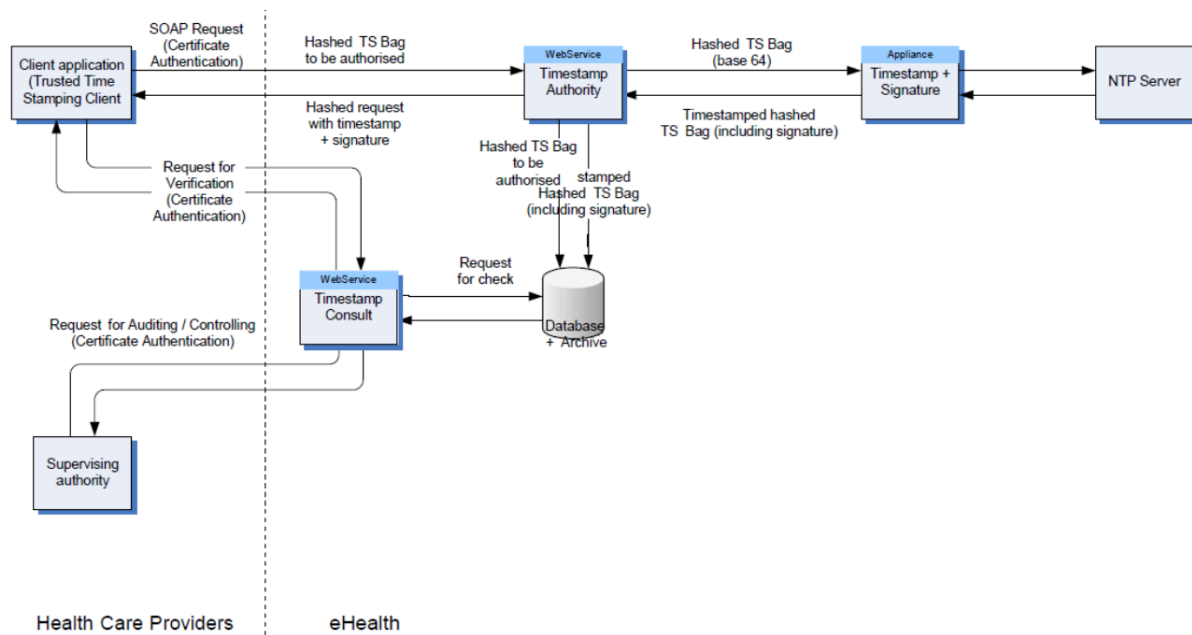 SOAP Request
(Certificate
Authentication)
Client application
(Trusted Time
Stamping Client
Hashed TS Bag
to be authorised
WebService
Timestamp
Authority
Hashed TS Bag
(base 64)
Appliance
Timestamp +
Signature
NTP Server
Hashed request
with timestamp
+ signature
Timestamped hashed
TS Bag (including signature)
Request for
Verification
(Certificate
Authentication)
Hashed TS Bag
to be
authorised
stamped
Hashed TS Bag
(including signature)
WebService
Timestamp
Consult
Request
for check
Database
+ Archive
Request for Auditing / Controlling
(Certificate Authentication)
Supervising
authority
Health Care Providers
eHealth